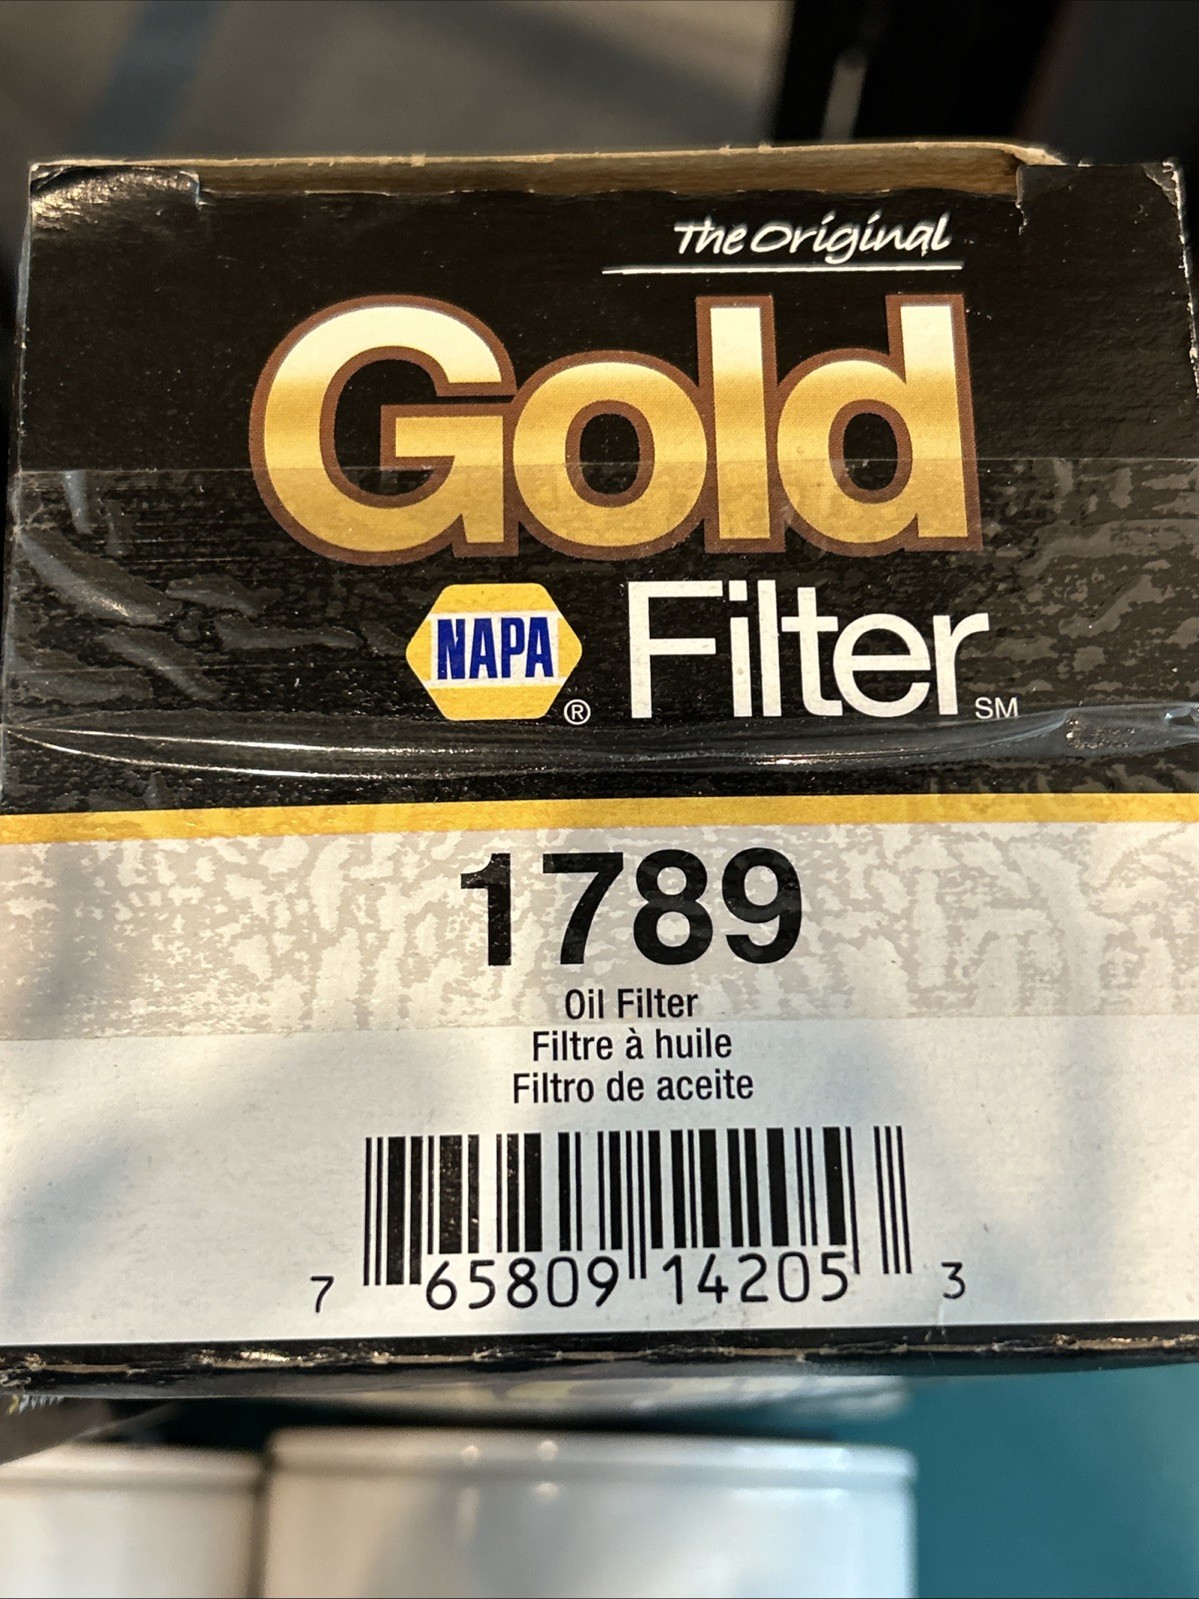 The Original
Gold
NAPA® Filter SM
1789
Oil Filter
Filtre à huile
Filtro de aceite
7 65809 14205 3